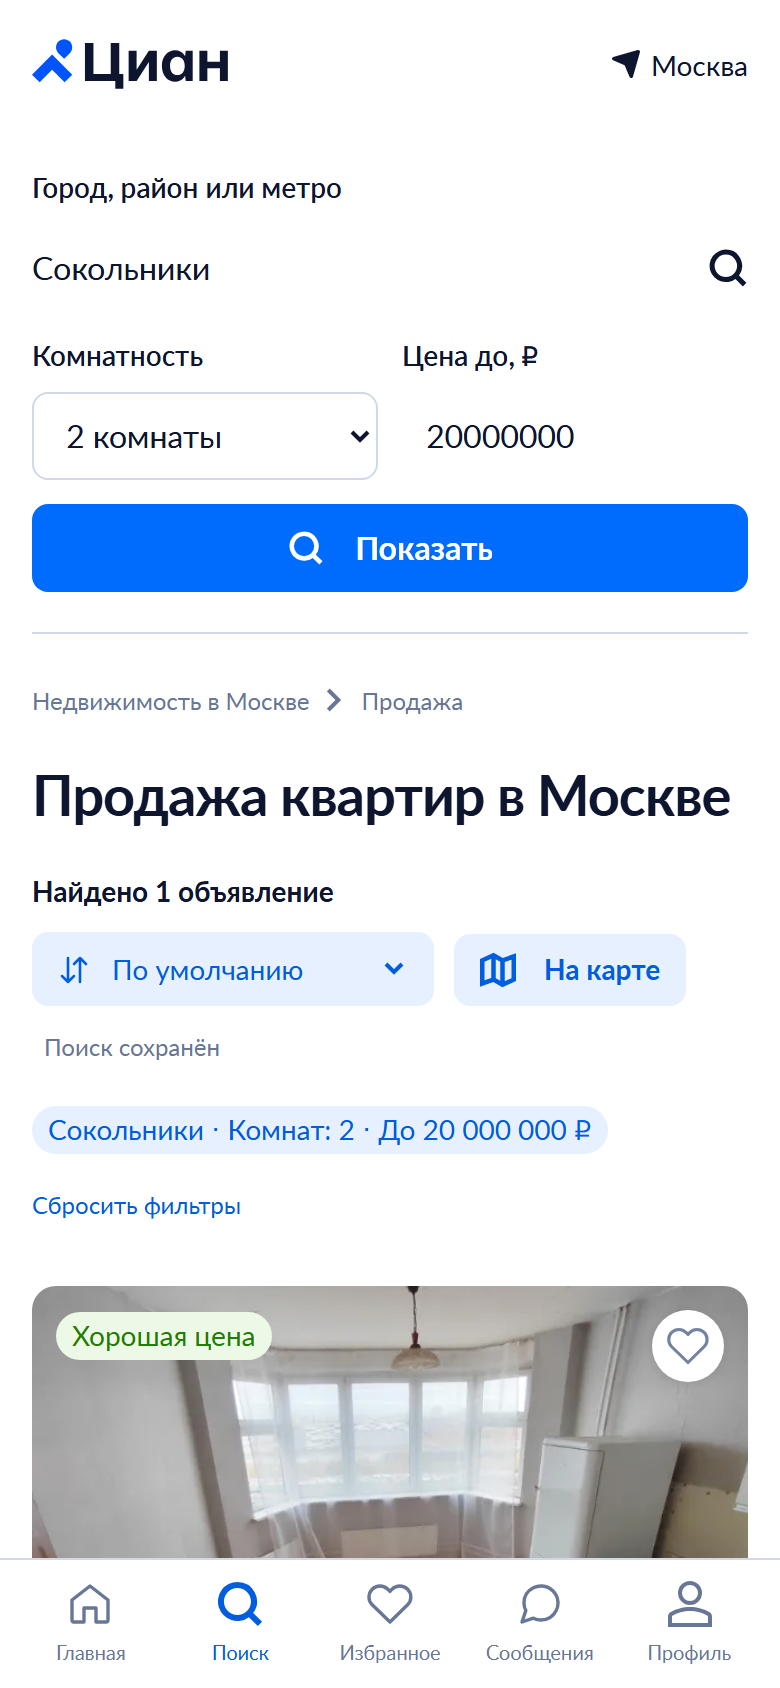 Циан
Москва
Город, район или метро
Сокольники
Комнатность
Цена до, ₽
2 комнаты
20000000
Показать
Недвижимость в Москве
Продажа
Продажа квартир в Москве
Найдено 1 объявление
По умолчанию
На карте
Поиск сохранён
Сокольники · Комнат: 2 · До 20 000 000 ₽
Сбросить фильтры
Хорошая цена
Главная
Поиск
Избранное
Сообщения
Профиль